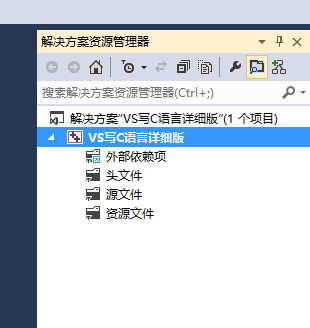 解决方案资源管理器
搜索解决方案资源管理器(Ctrl+;)
解决方案"VS写C语言详细版"(1 个项目)
VS写C语言详细版
外部依赖项
头文件
源文件
资源文件